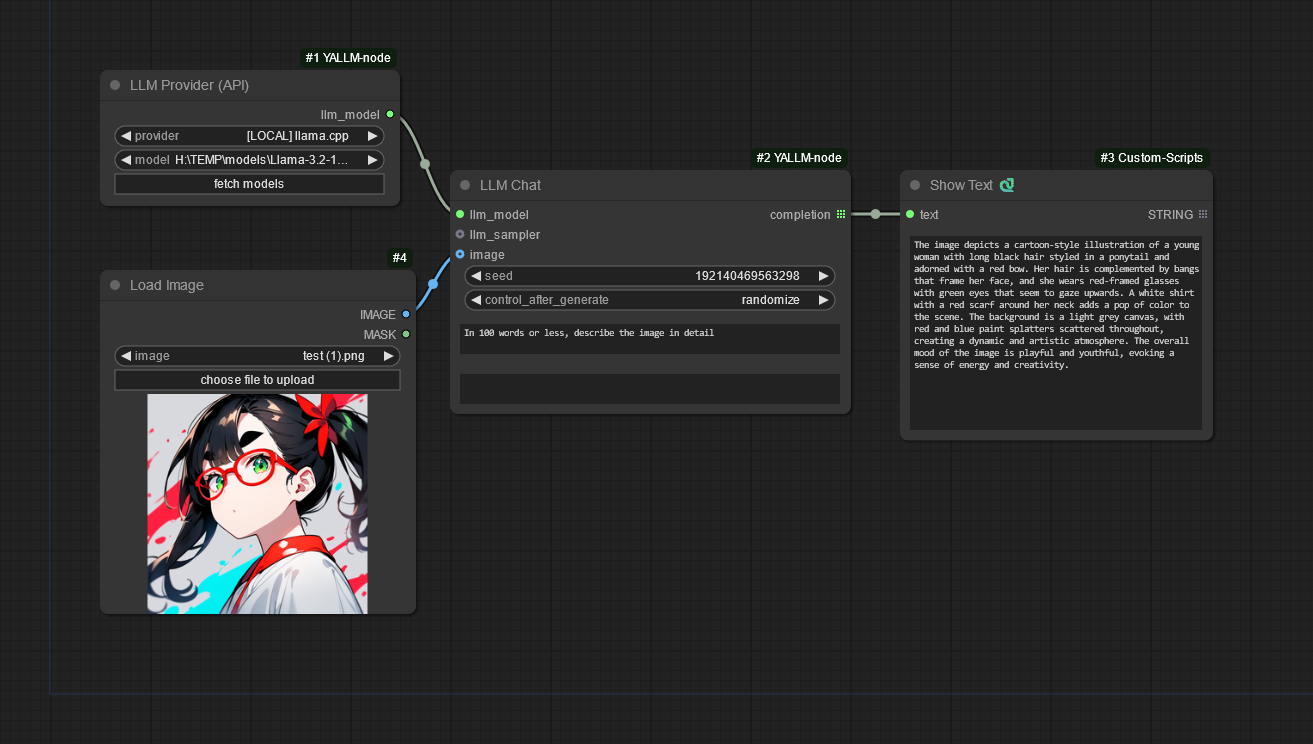 #1 YALLM-node
LLM Provider (API)
llm_model
provider [LOCAL] llama.cpp
model H:\TEMP\models\Llama-3.2-1...
fetch models
#4
Load Image
IMAGE
MASK
image test (1).png
choose file to upload
#2 YALLM-node
LLM Chat
llm_model completion
llm_sampler
image
seed 192140469563298
control_after_generate randomize
In 100 words or less, describe the image in detail
#3 Custom-Scripts
Show Text
text STRING
The image depicts a cartoon-style illustration of a young
woman with long black hair styled in a ponytail and
adorned with a red bow. Her hair is complemented by bangs
that frame her face, and she wears red-framed glasses
with green eyes that seem to gaze upwards. A white shirt
with a red scarf around her neck adds a pop of color to
the scene. The background is a light grey canvas, with
red and blue paint splatters scattered throughout,
creating a dynamic and artistic atmosphere. The overall
mood of the image is playful and youthful, evoking a
sense of energy and creativity.